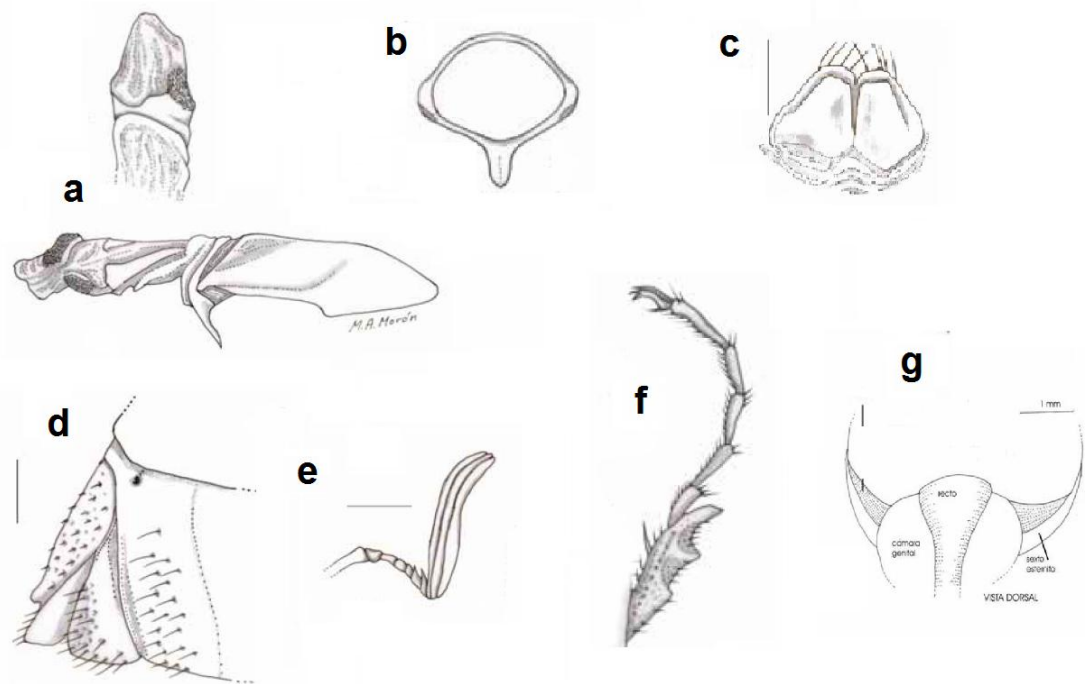 a
b
c
M.A. Morón
d
e
f
g
1 mm
recto
cámara
genital
sexto
esternito
VISTA DORSAL